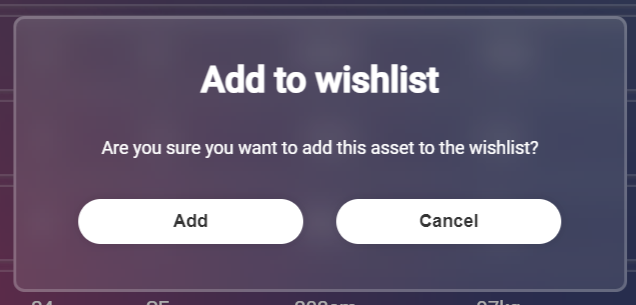 Add to wishlist
Are you sure you want to add this asset to the wishlist?
Add Cancel